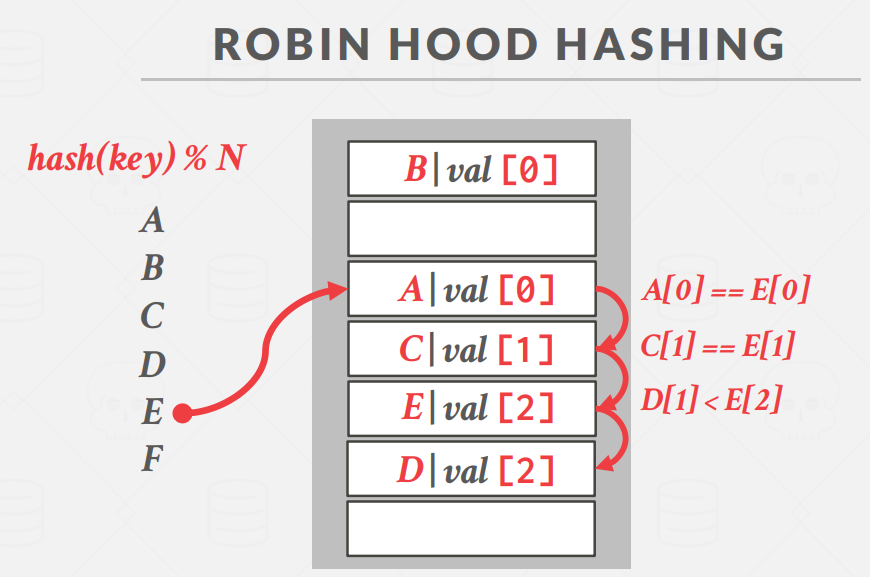 ROBIN HOOD HASHING
hash(key) % N
A
B
C
D
E
F
B|val [0]
A|val [0]
C|val [1]
E|val [2]
D|val [2]
A[0] == E[0]
C[1] == E[1]
D[1] < E[2]